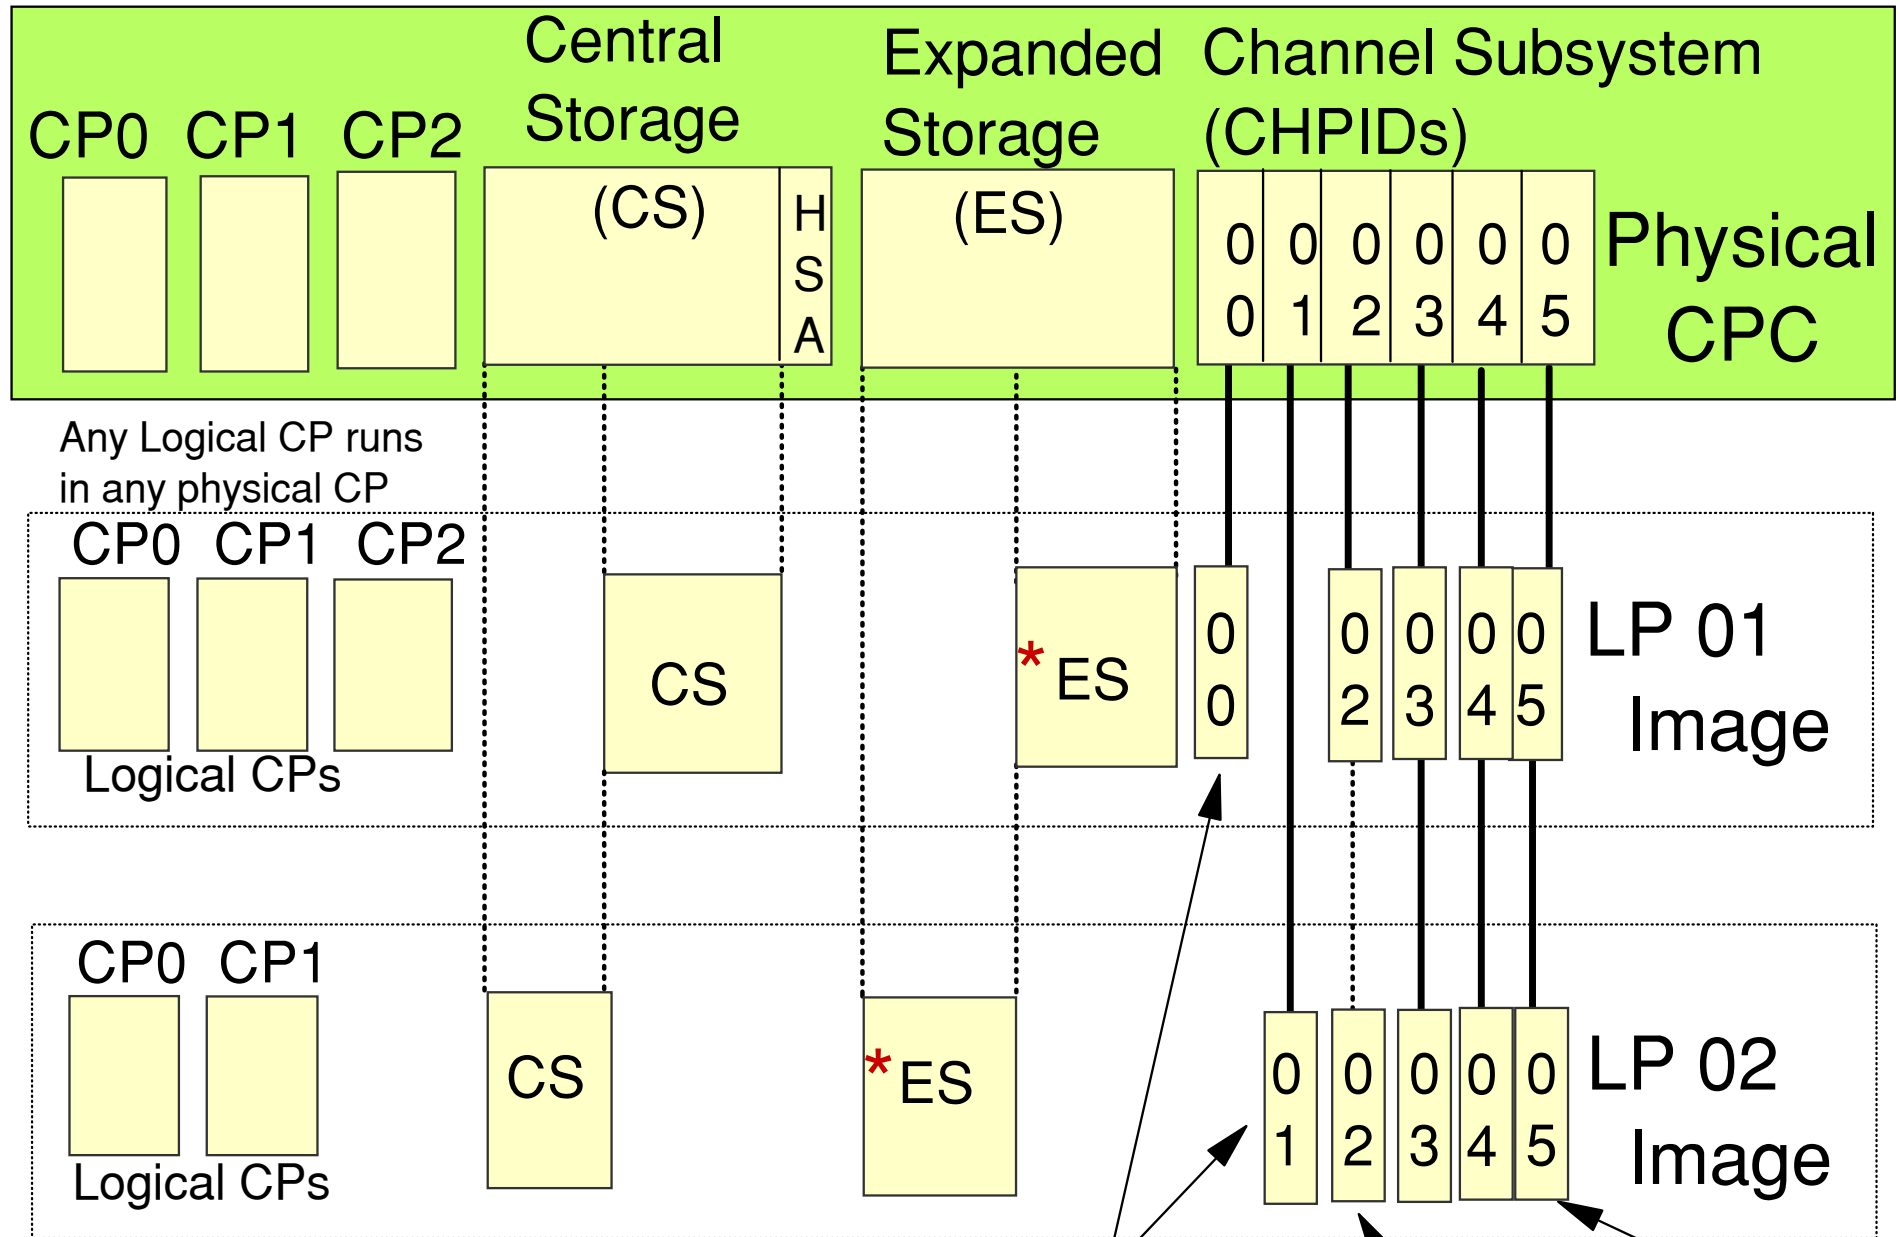 Central
Storage
Expanded
Storage
Channel Subsystem
(CHPIDs)
CP0 CP1 CP2
(CS)
H
S
A
(ES)
0 0 0 0 0 0
0 1 2 3 4 5
Physical
CPC
Any Logical CP runs
in any physical CP
CP0 CP1 CP2
Logical CPs
CS
* ES
0 0 0 0 0
0 2 3 4 5
LP 01
Image
CP0 CP1
Logical CPs
CS
* ES
0 0 0 0 0
1 2 3 4 5
LP 02
Image